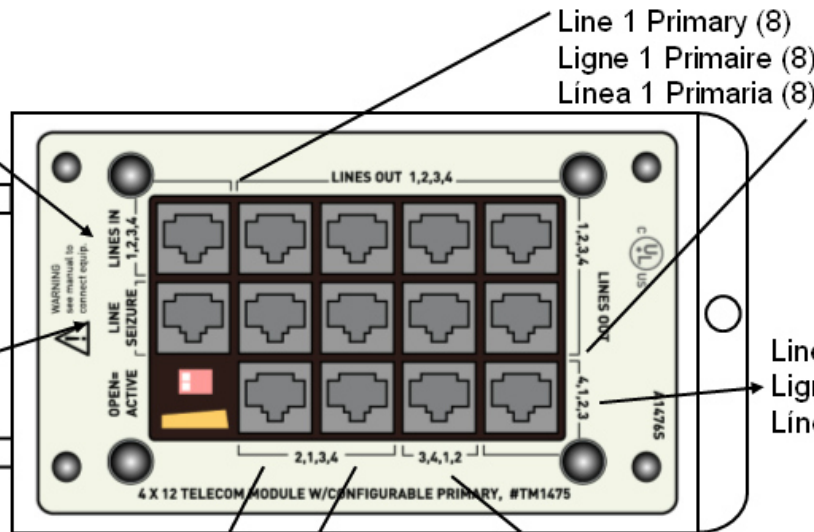 Line 1 Primary (8)
Ligne 1 Primaire (8)
Línea 1 Primaria (8)
LINES OUT 1,2,3,4
LINES IN
1,2,3,4
1,2,3,4
LINES OUT
C UL US
WARNING
see manual to
connect equip.
LINE
SEIZURE
OPEN=
ACTIVE
4,1,2,3
Line
Lign
Líne
A1476S
2,1,3,4
3,4,1,2
4 X 12 TELECOM MODULE W/CONFIGURABLE PRIMARY, #TM1475